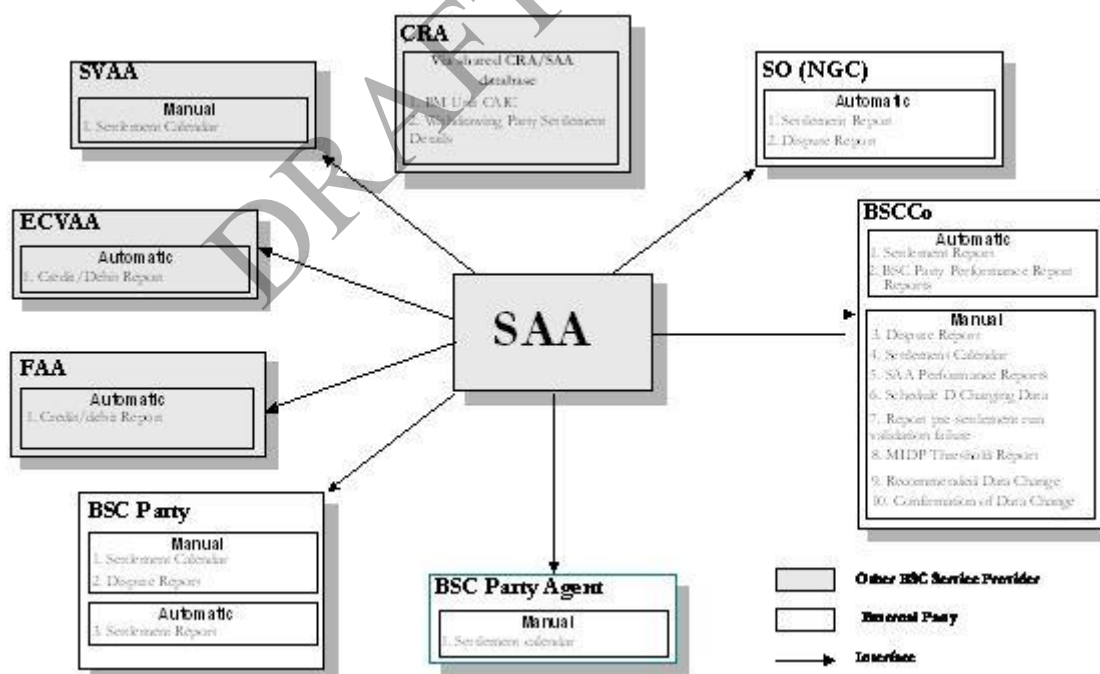 CRA
Via shared CRA/SAA
database
1. BM Unit CAIC
2. Withdrawing Party Settlement
Details
SVAA
Manual
1. Settlement Calendar
SO (NGC)
Automatic
1. Settlement Report
2. Dispute Report
ECVAA
Automatic
1. Credit/Debit Report
BSCCo
Automatic
1. Settlement Report
2. BSC Party Performance Report
Reports
Manual
3. Dispute Report
4. Settlement Calendar
5. SAA Performance Reports
6. Schedule D Charging Data
7. Report pre-settlement run
validation failure
8. MIDP Threshold Report
9. Recommended Data Change
10. Confirmation of Data Change
SAA
FAA
Automatic
1. Credit/debit Report
BSC Party
Manual
1. Settlement Calendar
2. Dispute Report
Automatic
3. Settlement Report
BSC Party Agent
Manual
1. Settlement calendar
Other BSC Service Provider
External Party
Interface
DRAFT